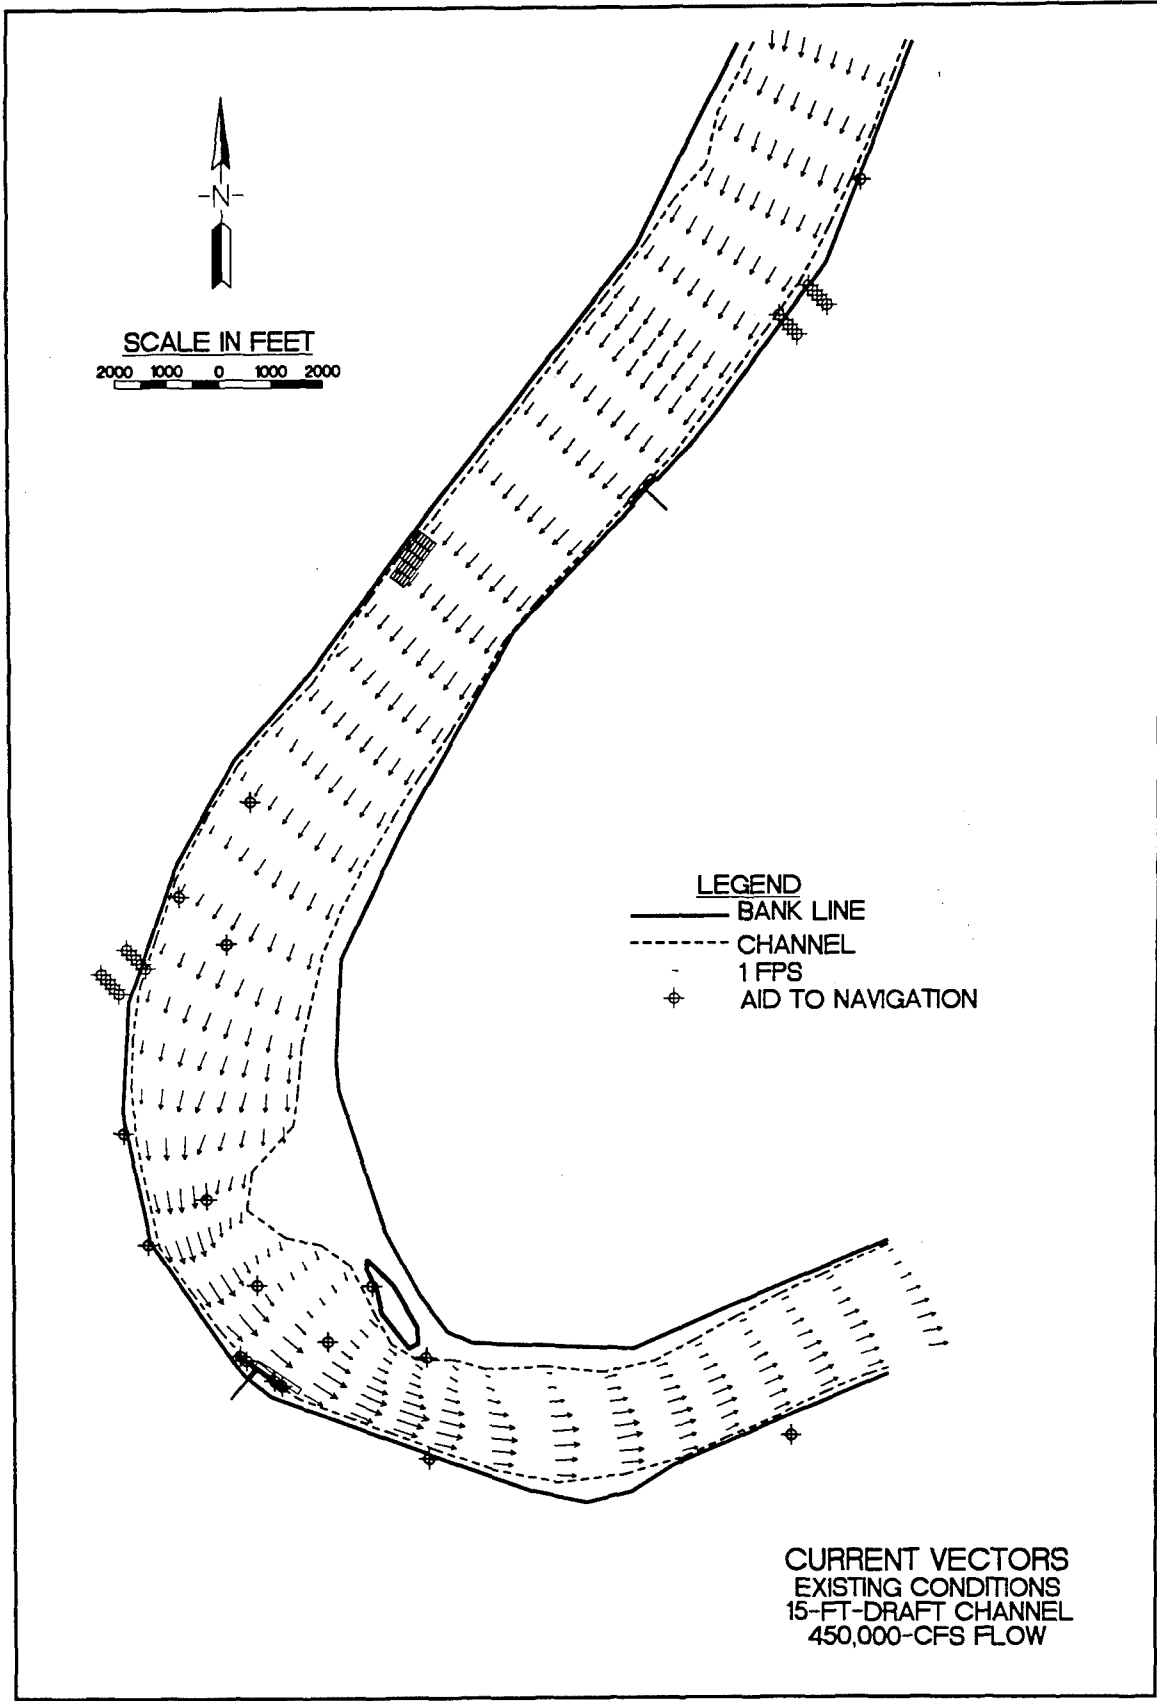 -N-
SCALE IN FEET
2000 1000 0 1000 2000
LEGEND
BANK LINE
CHANNEL
1 FPS
AID TO NAVIGATION
CURRENT VECTORS
EXISTING CONDITIONS
15-FT-DRAFT CHANNEL
450,000-CFS FLOW